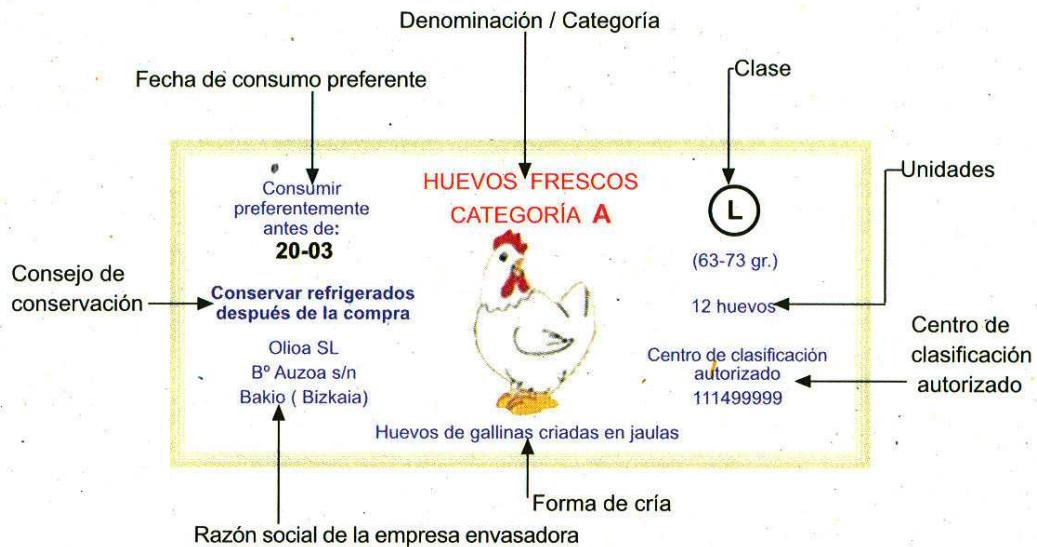 Denominación / Categoría
Fecha de consumo preferente
Clase
Unidades
Consumir
preferentemente
antes de:
20-03
HUEVOS FRESCOS
CATEGORÍA A
L
(63-73 gr.)
12 huevos
Consejo de
conservación
Conservar refrigerados
después de la compra
Olioa SL
Bº Auzoa s/n
Bakio ( Bizkaia)
Centro de clasificación
autorizado
111499999
Centro de
clasificación
autorizado
Huevos de gallinas criadas en jaulas
Forma de cría
Razón social de la empresa envasadora